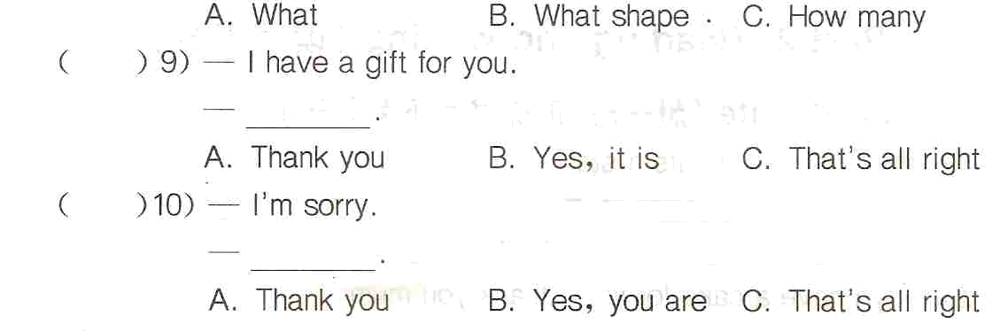 A. What B. What shape C. How many
( ) 9) — I have a gift for you.
— ________.
A. Thank you B. Yes, it is C. That's all right
( )10) — I'm sorry.
— ________.
A. Thank you B. Yes, you are C. That's all right